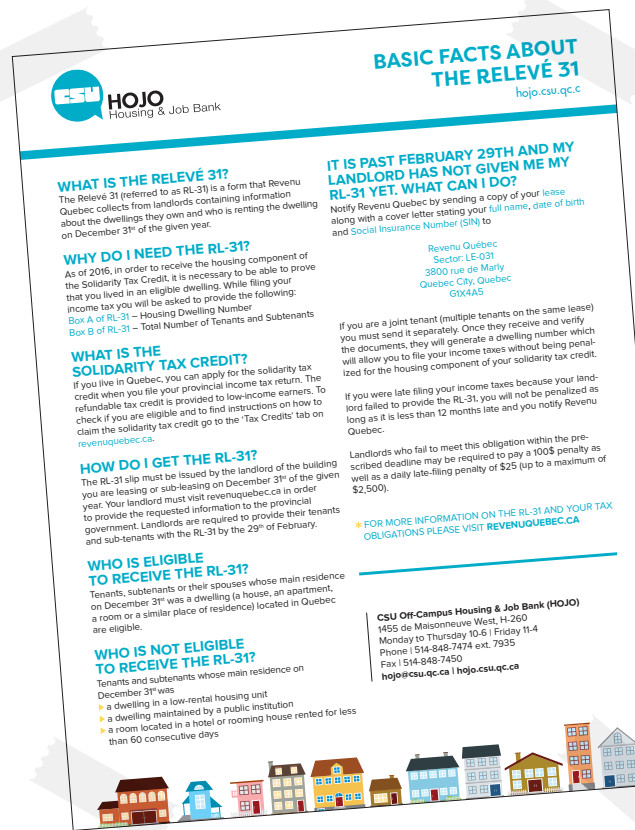 CSU
HOJO
Housing & Job Bank
BASIC FACTS ABOUT
THE RELEVÉ 31
hojo.csu.qc.c
WHAT IS THE RELEVÉ 31?
The Relevé 31 (referred to as RL-31) is a form that Revenu
Quebec collects from landlords containing information
about the dwellings they own and who is renting the dwelling
on December 31st of the given year.
WHY DO I NEED THE RL-31?
As of 2016, in order to receive the housing component of
the Solidarity Tax Credit, it is necessary to be able to prove
that you lived in an eligible dwelling. While filing your
income tax you will be asked to provide the following:
Box A of RL-31 – Housing Dwelling Number
Box B of RL-31 – Total Number of Tenants and Subtenants
WHAT IS THE
SOLIDARITY TAX CREDIT?
If you live in Quebec, you can apply for the solidarity tax
credit when you file your provincial income tax return. The
refundable tax credit is provided to low-income earners. To
check if you are eligible and to find instructions on how to
claim the solidarity tax credit go to the 'Tax Credits' tab on
revenuquebec.ca.
HOW DO I GET THE RL-31?
The RL-31 slip must be issued by the landlord of the building
you are leasing or sub-leasing on December 31st of the given
year. Your landlord must visit revenuquebec.ca in order
to provide the requested information to the provincial
government. Landlords are required to provide their tenants
and sub-tenants with the RL-31 by the 29th of February.
WHO IS ELIGIBLE
TO RECEIVE THE RL-31?
Tenants, subtenants or their spouses whose main residence
on December 31st was a dwelling (a house, an apartment,
a room or a similar place of residence) located in Quebec
are eligible.
WHO IS NOT ELIGIBLE
TO RECEIVE THE RL-31?
Tenants and subtenants whose main residence on
December 31st was
a dwelling in a low-rental housing unit
a dwelling maintained by a public institution
a room located in a hotel or rooming house rented for less
than 60 consecutive days
IT IS PAST FEBRUARY 29TH AND MY
LANDLORD HAS NOT GIVEN ME MY
RL-31 YET. WHAT CAN I DO?
Notify Revenu Quebec by sending a copy of your lease
along with a cover letter stating your full name, date of birth
and Social Insurance Number (SIN) to
Revenu Québec
Sector: LE-031
3800 rue de Marly
Quebec City, Quebec
G1X4A5
If you are a joint tenant (multiple tenants on the same lease)
you must send it separately. Once they receive and verify
the documents, they will generate a dwelling number which
will allow you to file your income taxes without being penal-
ized for the housing component of your solidarity tax credit.
If you were late filing your income taxes because your land-
lord failed to provide the RL-31, you will not be penalized as
long as it is less than 12 months late and you notify Revenu
Quebec.
Landlords who fail to meet this obligation within the pre-
scribed deadline may be required to pay a 100$ penalty as
well as a daily late-filing penalty of $25 (up to a maximum of
$2,500).
* FOR MORE INFORMATION ON THE RL-31 AND YOUR TAX
OBLIGATIONS PLEASE VISIT REVENUQUEBEC.CA
CSU Off-Campus Housing & Job Bank (HOJO)
1455 de Maisonneuve West, H-260
Monday to Thursday 10-6 | Friday 11-4
Phone | 514-848-7474 ext. 7935
Fax | 514-848-7450
hojo@csu.qc.ca | hojo.csu.qc.ca